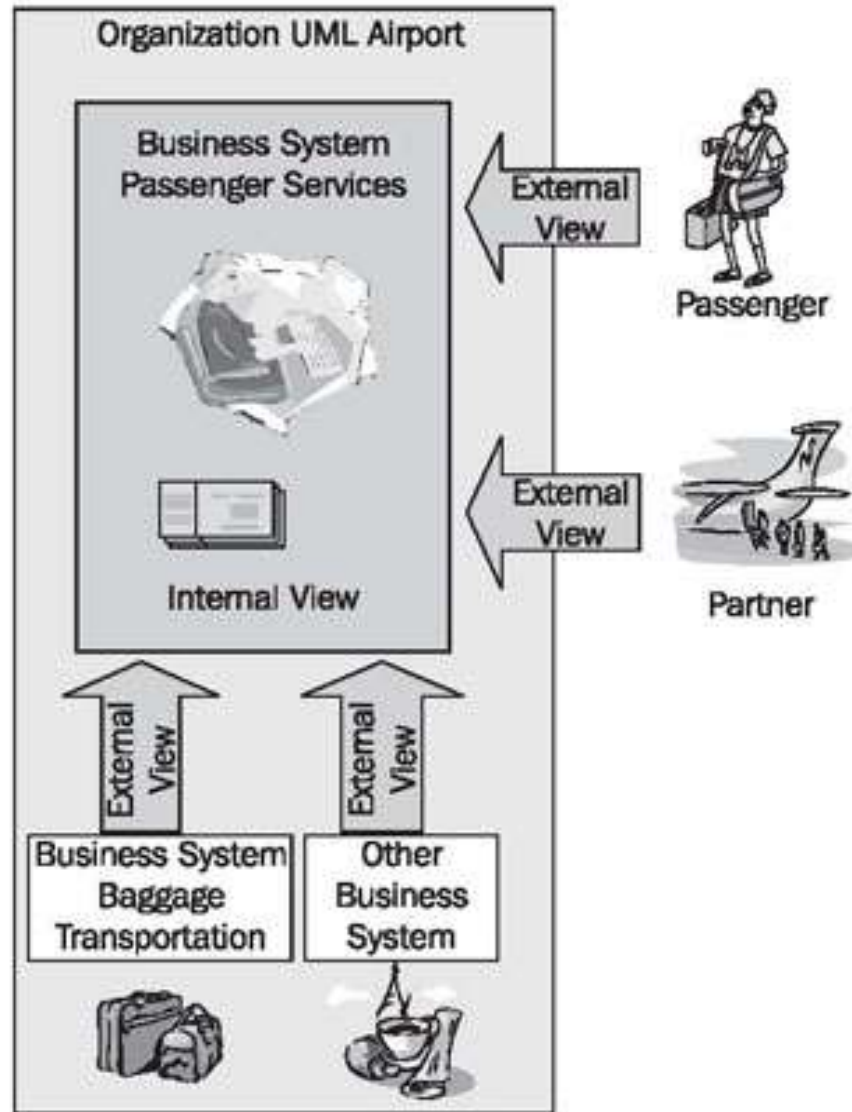 Organization UML Airport
Business System
Passenger Services
External
View
Passenger
External
View
Partner
Internal View
External
View
External
View
Business System
Baggage
Transportation
Other
Business
System